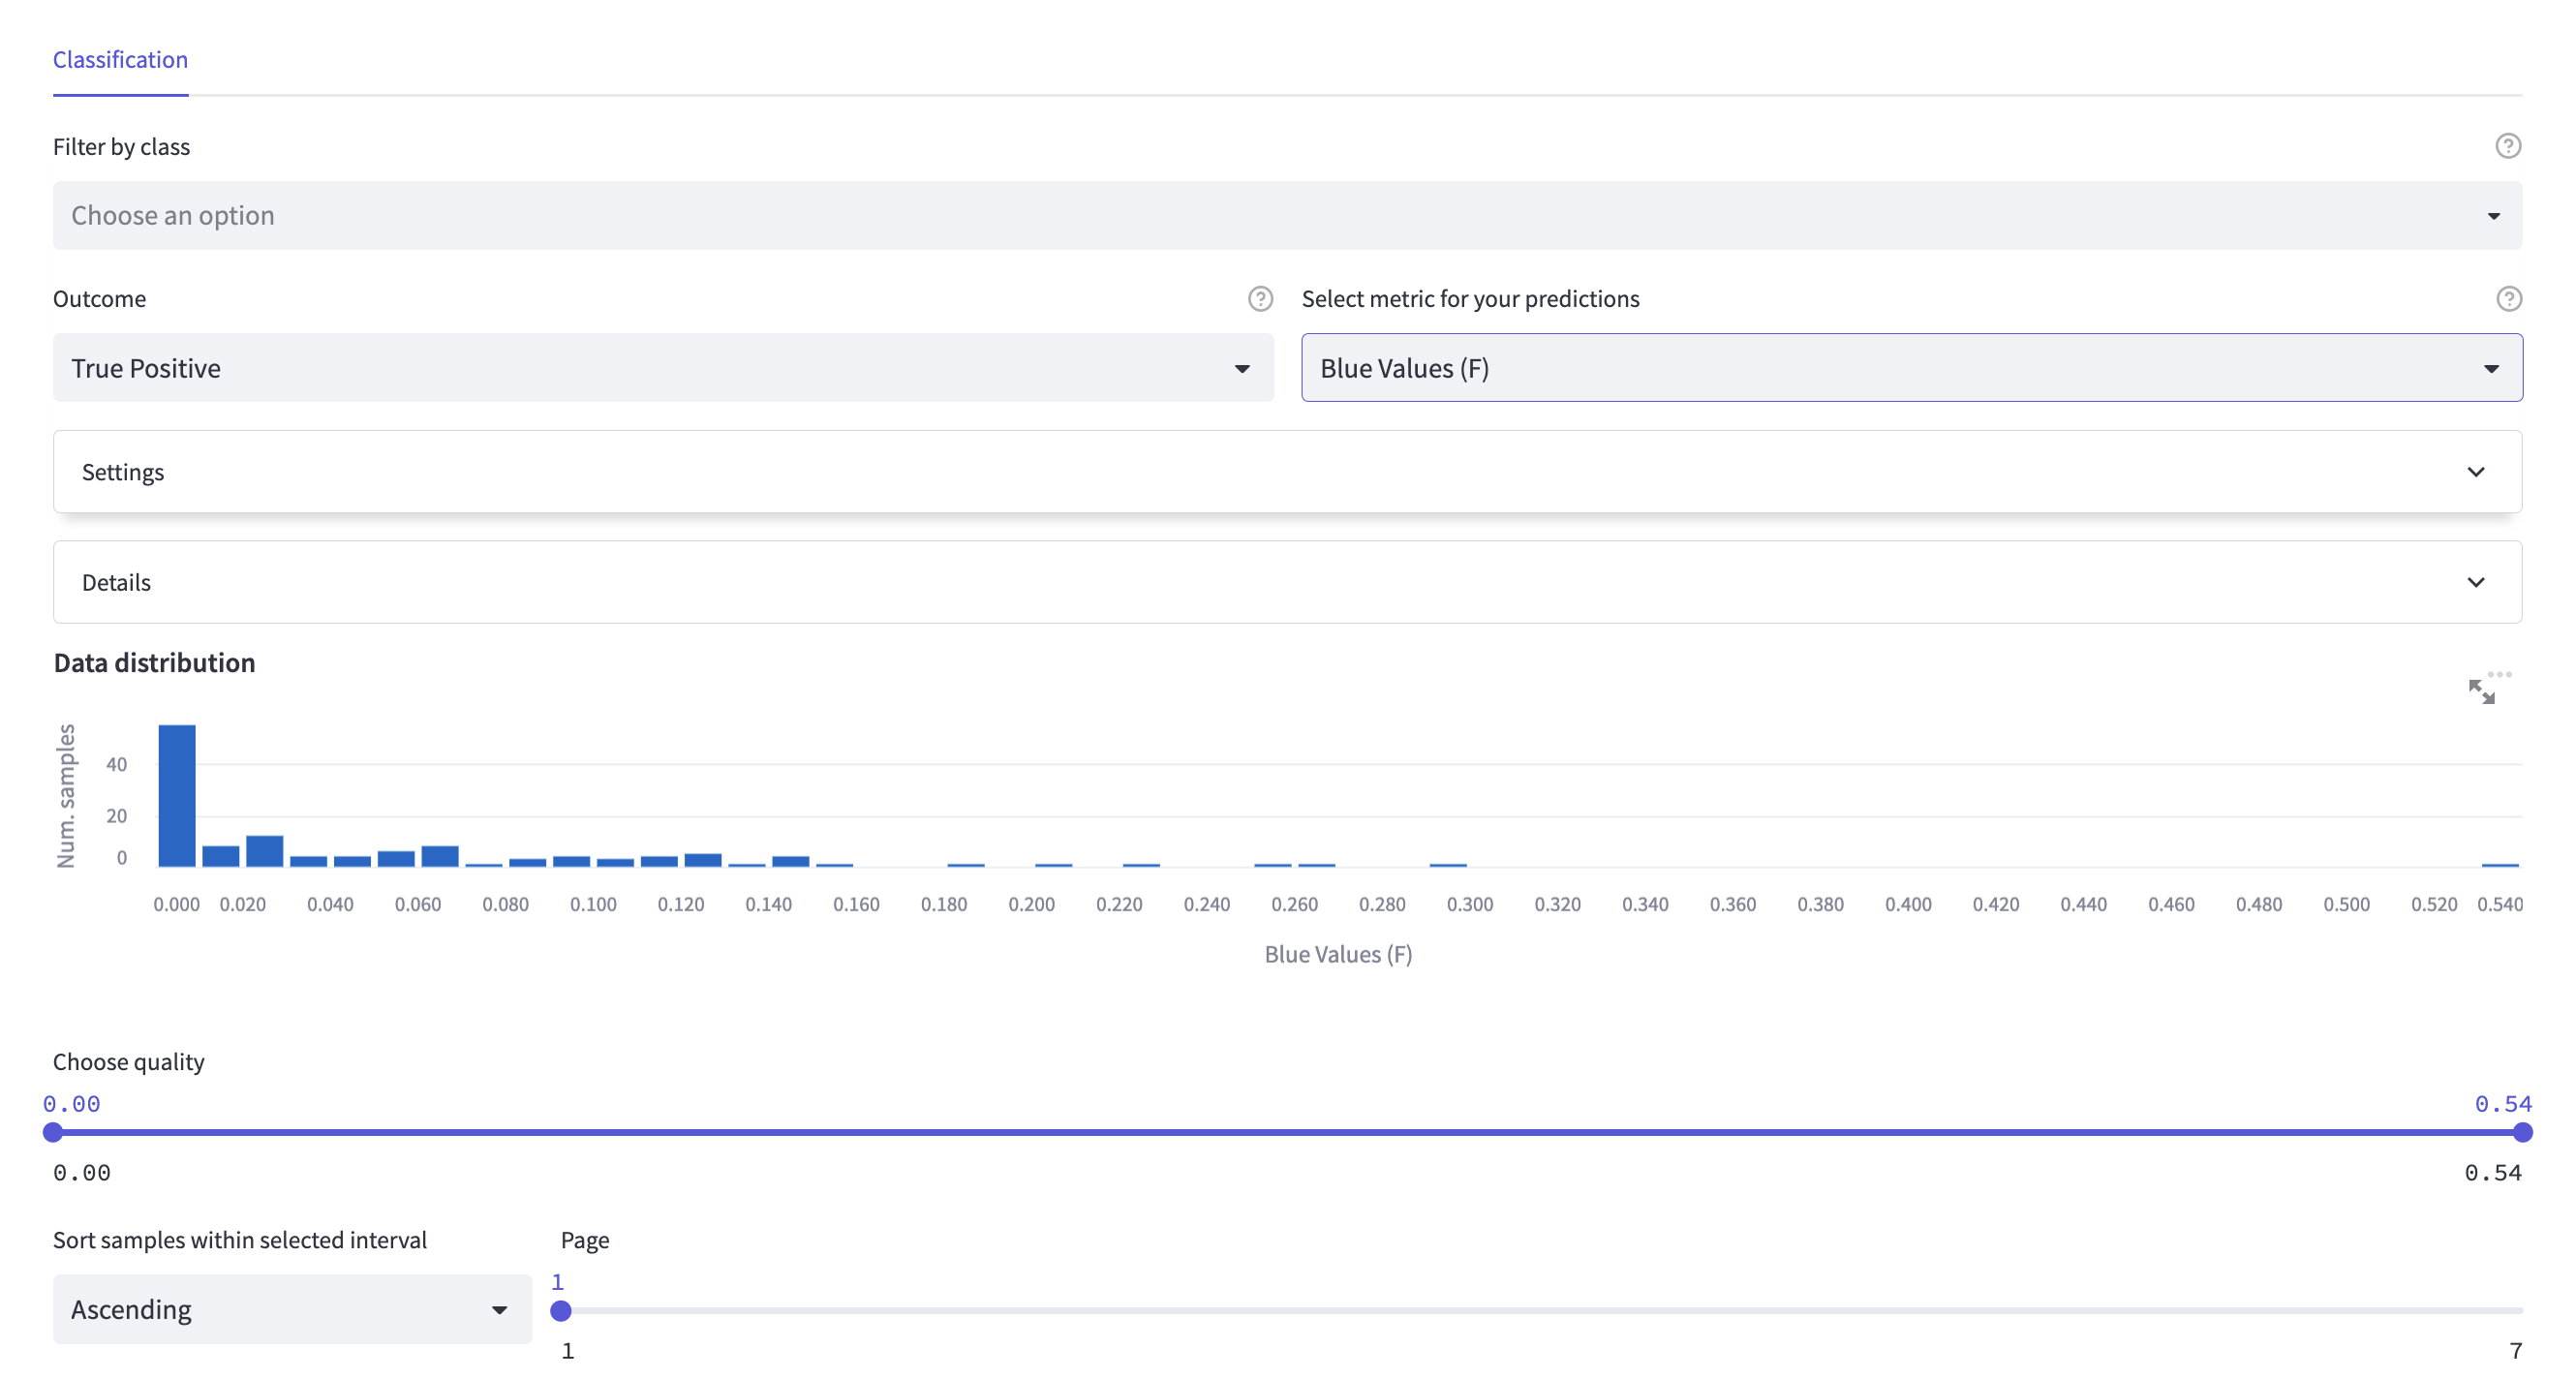 Classification
Filter by class
Choose an option
Outcome
Select metric for your predictions
True Positive
Blue Values (F)
Settings
Details
Data distribution
Num. samples
40
20
0
0.000 0.020 0.040 0.060 0.080 0.100 0.120 0.140 0.160 0.180 0.200 0.220 0.240 0.260 0.280 0.300 0.320 0.340 0.360 0.380 0.400 0.420 0.440 0.460 0.480 0.500 0.520 0.540
Blue Values (F)
Choose quality
0.00 0.54
0.00 0.54
Sort samples within selected interval
Page
Ascending
1
1 7